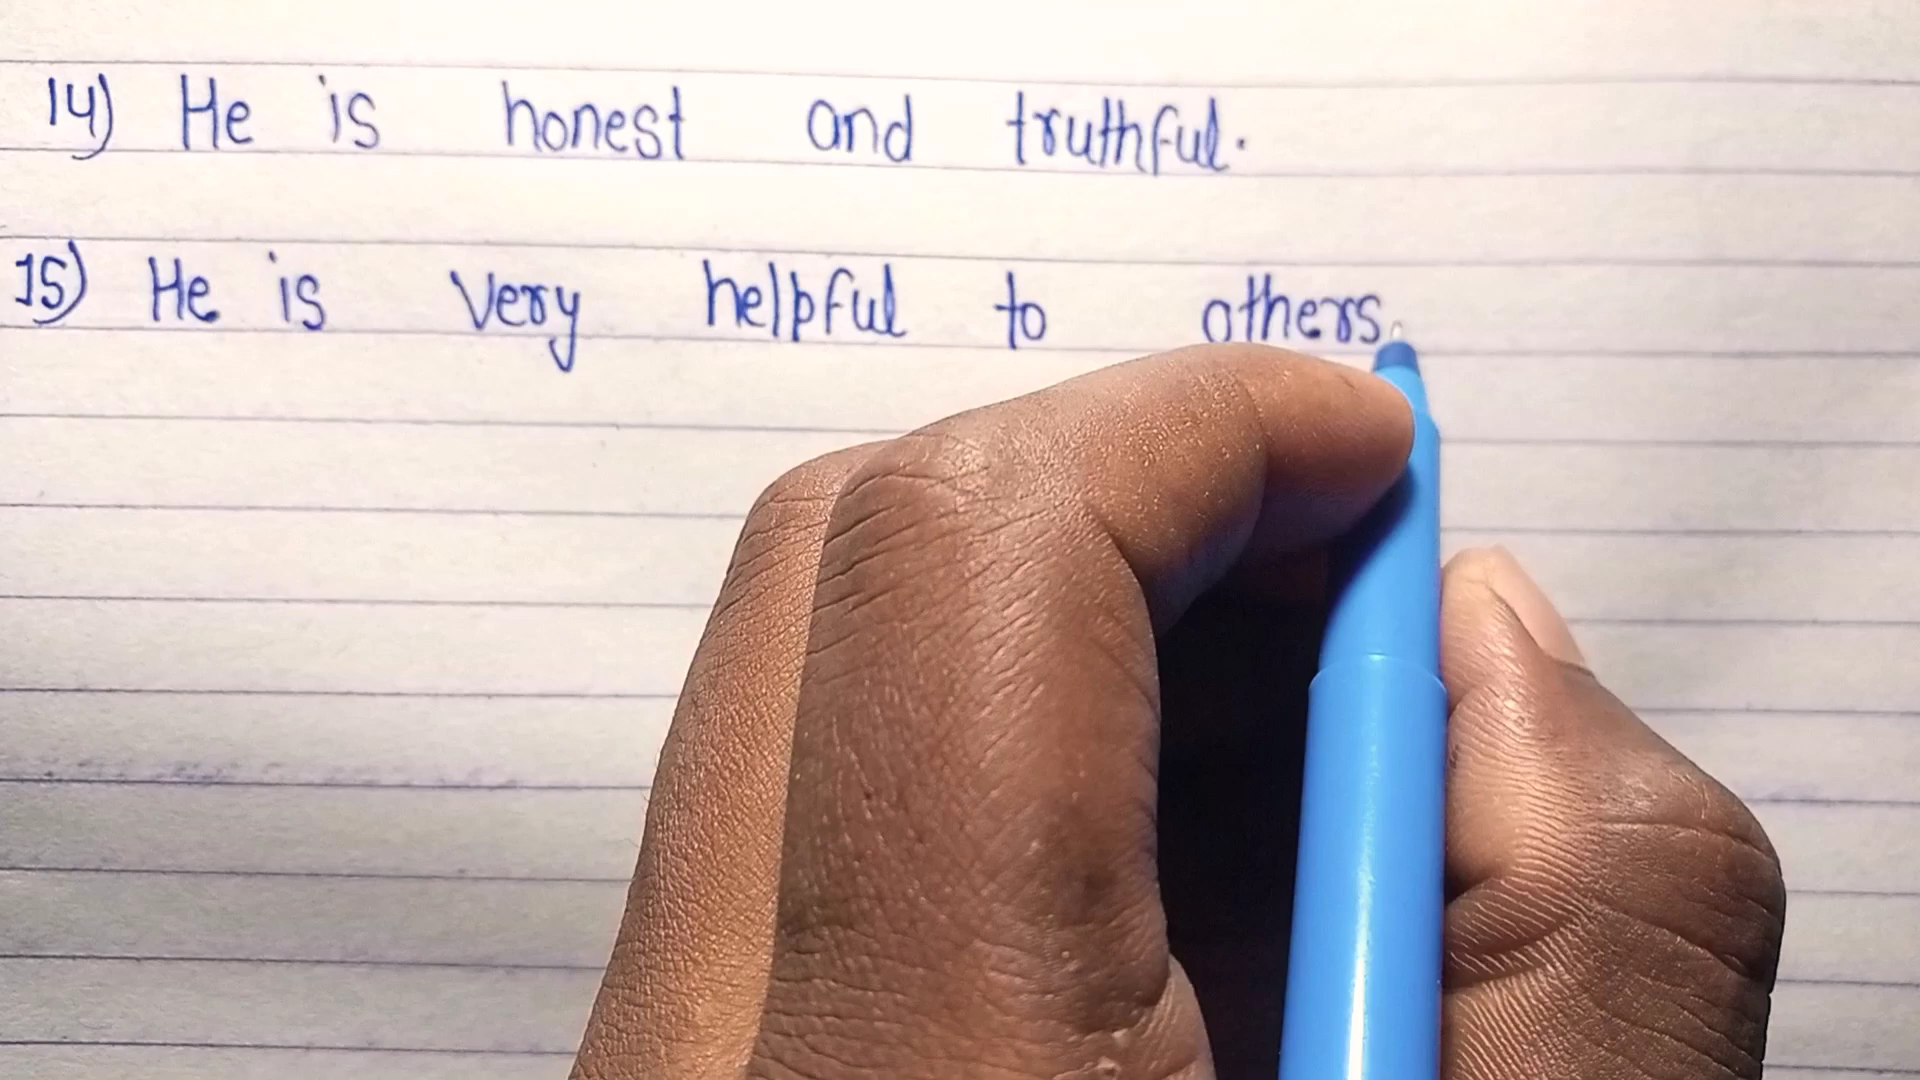 14) He is honest and truthful.
15) He is very helpful to others.